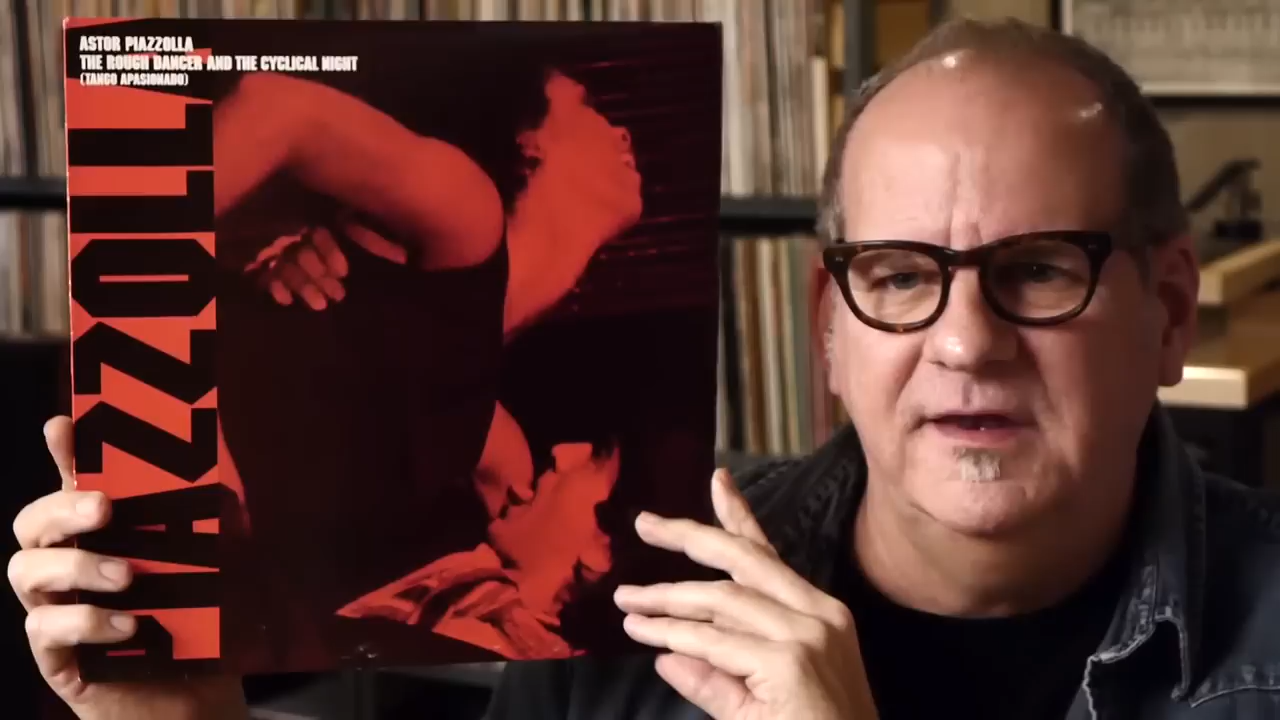 ASTOR PIAZZOLLA
THE ROUGH DANCER AND THE CYCLICAL NIGHT
(TANGO APASIONADO)
PIAZZOLLA